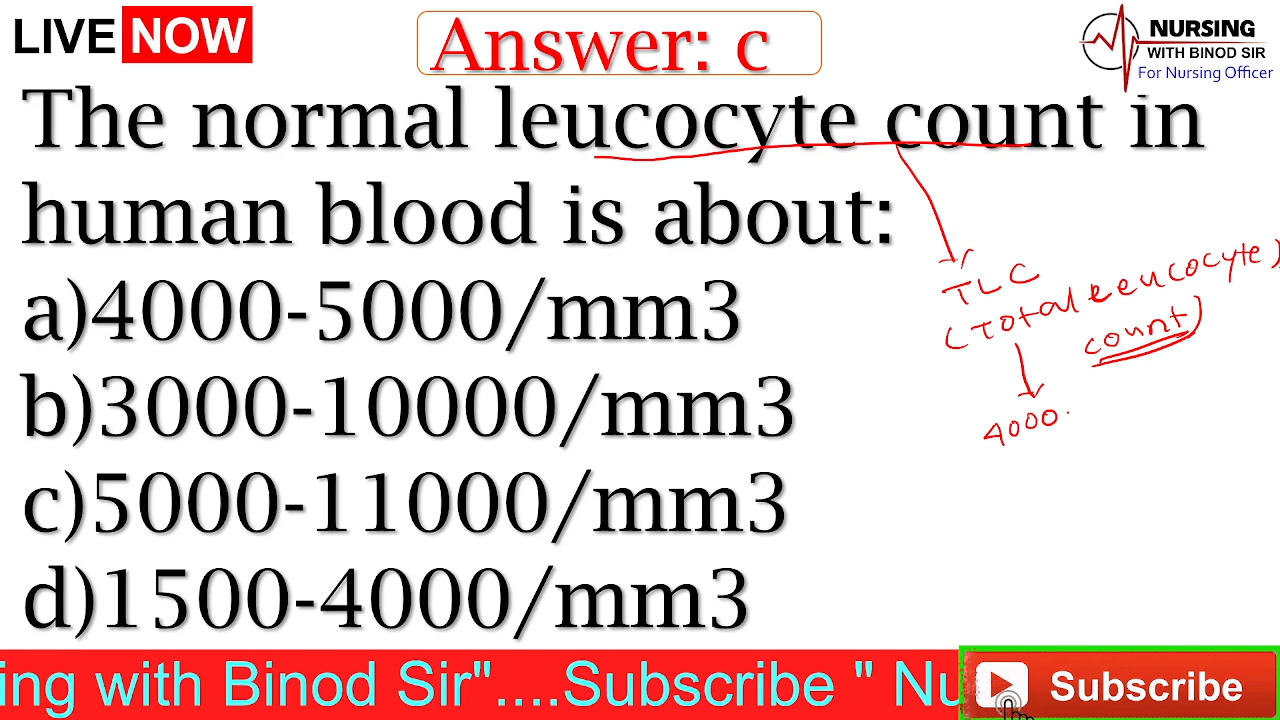 LIVE NOW
Answer: c
NURSING
WITH BINOD SIR
For Nursing Officer
The normal leucocyte count in
human blood is about:
TLC
(Total Leucocyte)
count)
4000.
a)4000-5000/mm3
b)3000-10000/mm3
c)5000-11000/mm3
d)1500-4000/mm3
ing with Binod Sir"....Subscribe " Nu
Subscribe